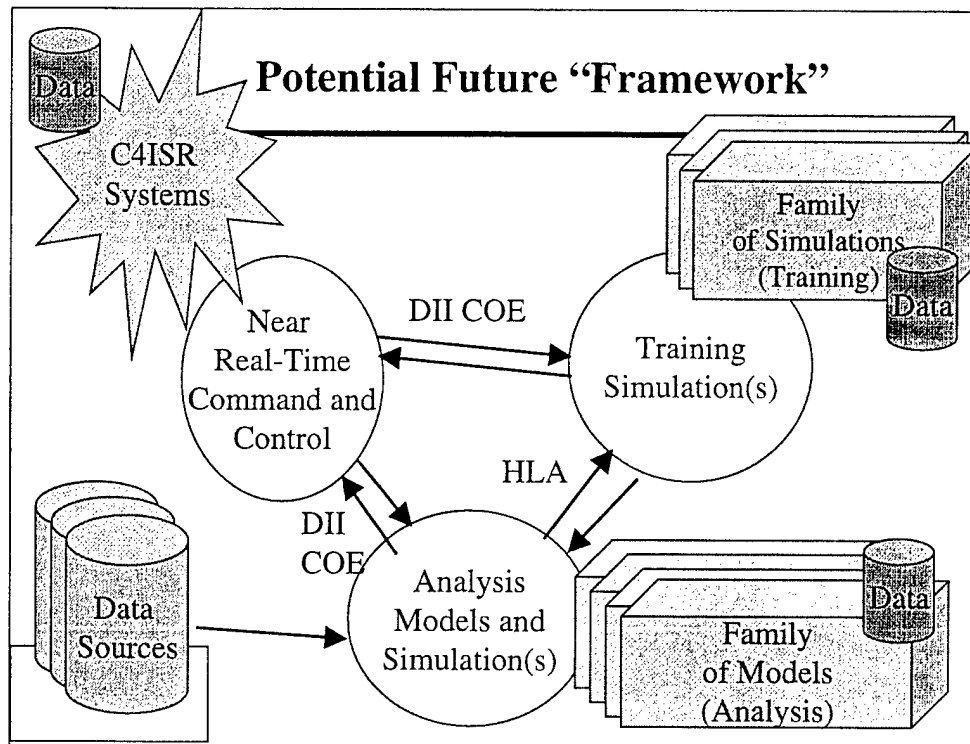 Potential Future “Framework”
Data
C4ISR
Systems
Family
of Simulations
(Training)
Data
Near
Real-Time
Command and
Control
DII COE
Training
Simulation(s)
HLA
DII
COE
Data
Sources
Analysis
Models and
Simulation(s)
Data
Family
of Models
(Analysis)